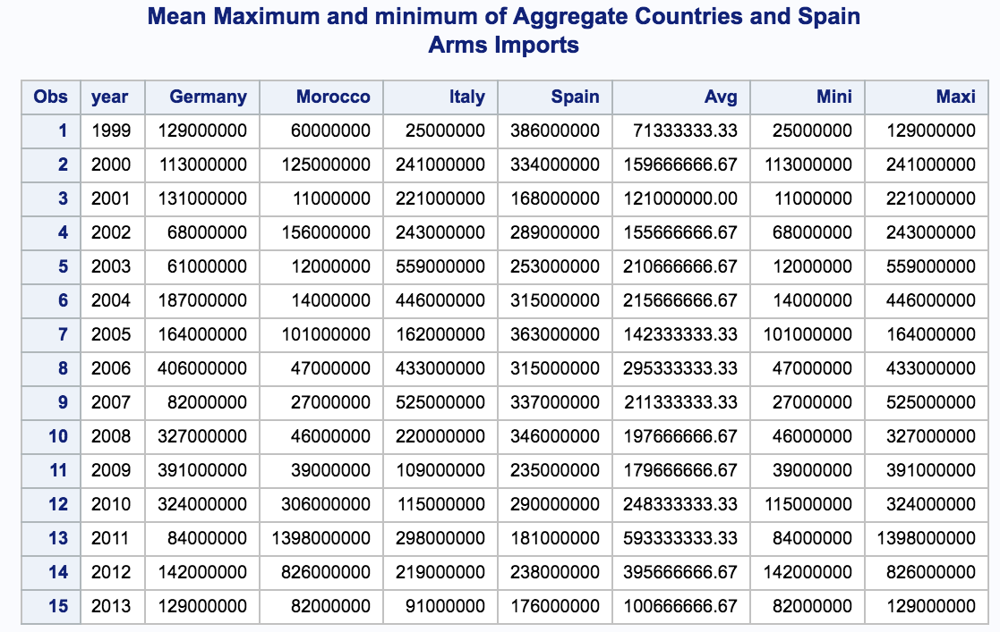 Mean Maximum and minimum of Aggregate Countries and Spain
Arms Imports
Obs year Germany Morocco Italy Spain Avg Mini Maxi
1 1999 129000000 60000000 25000000 386000000 71333333.33 25000000 129000000
2 2000 113000000 125000000 241000000 334000000 159666666.67 113000000 241000000
3 2001 131000000 11000000 221000000 168000000 121000000.00 11000000 221000000
4 2002 68000000 156000000 243000000 289000000 155666666.67 68000000 243000000
5 2003 61000000 12000000 559000000 253000000 210666666.67 12000000 559000000
6 2004 187000000 14000000 446000000 315000000 215666666.67 14000000 446000000
7 2005 164000000 101000000 162000000 363000000 142333333.33 101000000 164000000
8 2006 406000000 47000000 433000000 315000000 295333333.33 47000000 433000000
9 2007 82000000 27000000 525000000 337000000 211333333.33 27000000 525000000
10 2008 327000000 46000000 220000000 346000000 197666666.67 46000000 327000000
11 2009 391000000 39000000 109000000 235000000 179666666.67 39000000 391000000
12 2010 324000000 306000000 115000000 290000000 248333333.33 115000000 324000000
13 2011 84000000 1398000000 298000000 181000000 593333333.33 84000000 1398000000
14 2012 142000000 826000000 219000000 238000000 395666666.67 142000000 826000000
15 2013 129000000 82000000 91000000 176000000 100666666.67 82000000 129000000